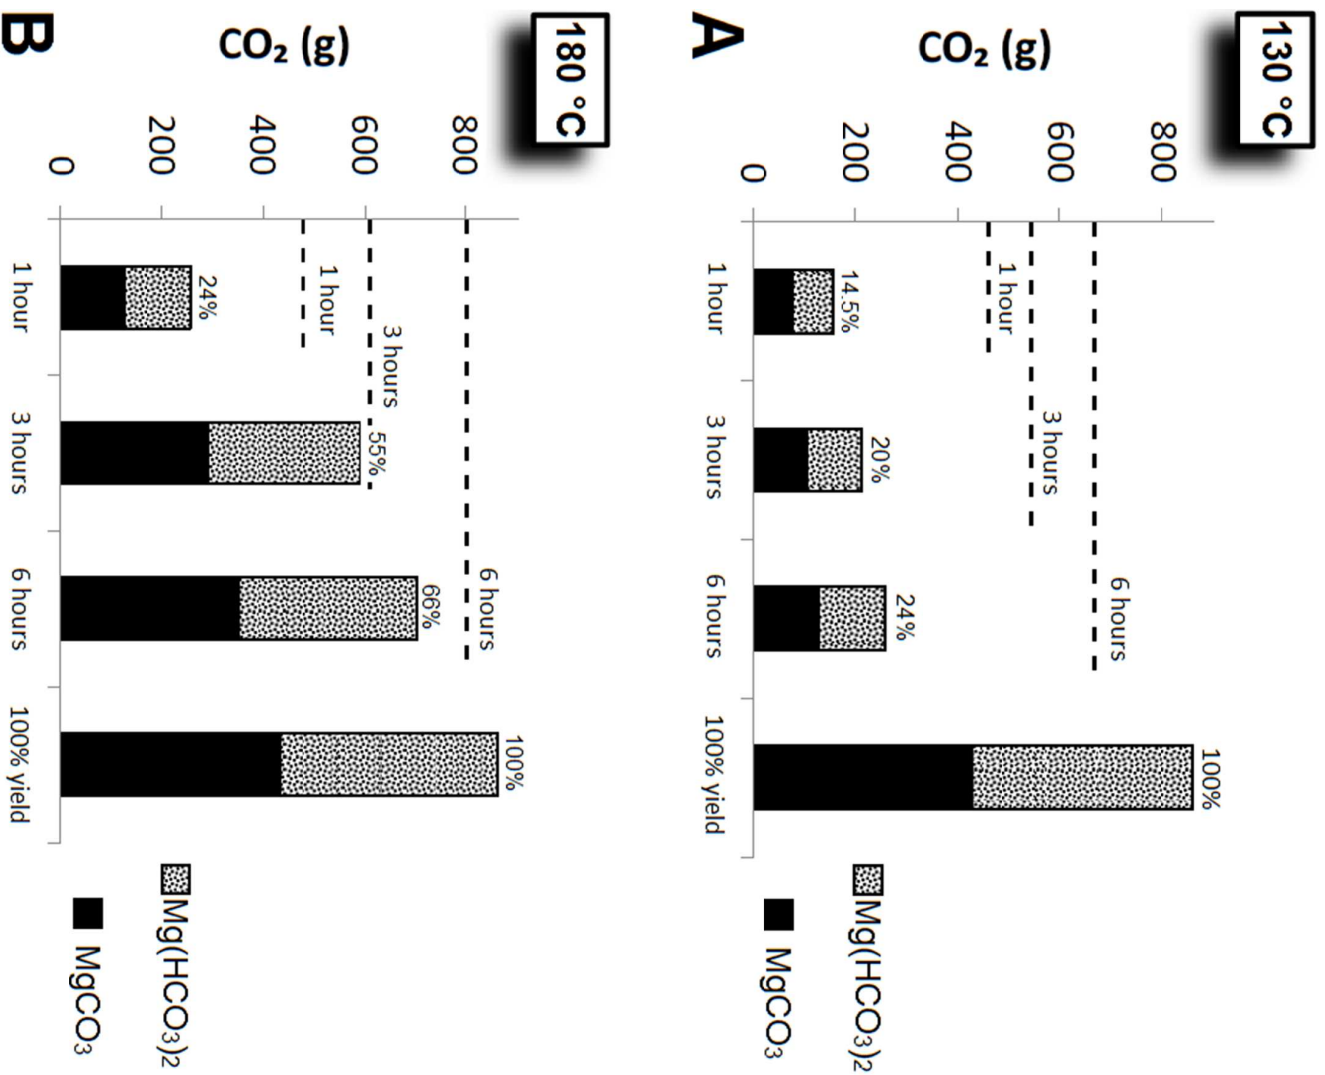 130 °C
A
CO₂ (g)
800
600
400
200
0
6 hours
3 hours
1 hour
14.5%
20%
24%
100%
1 hour
3 hours
6 hours
100% yield
Mg(HCO3)2
MgCO3
180 °C
B
CO₂ (g)
800
600
400
200
0
6 hours
3 hours
1 hour
24%
55%
66%
100%
1 hour
3 hours
6 hours
100% yield
Mg(HCO3)2
MgCO3